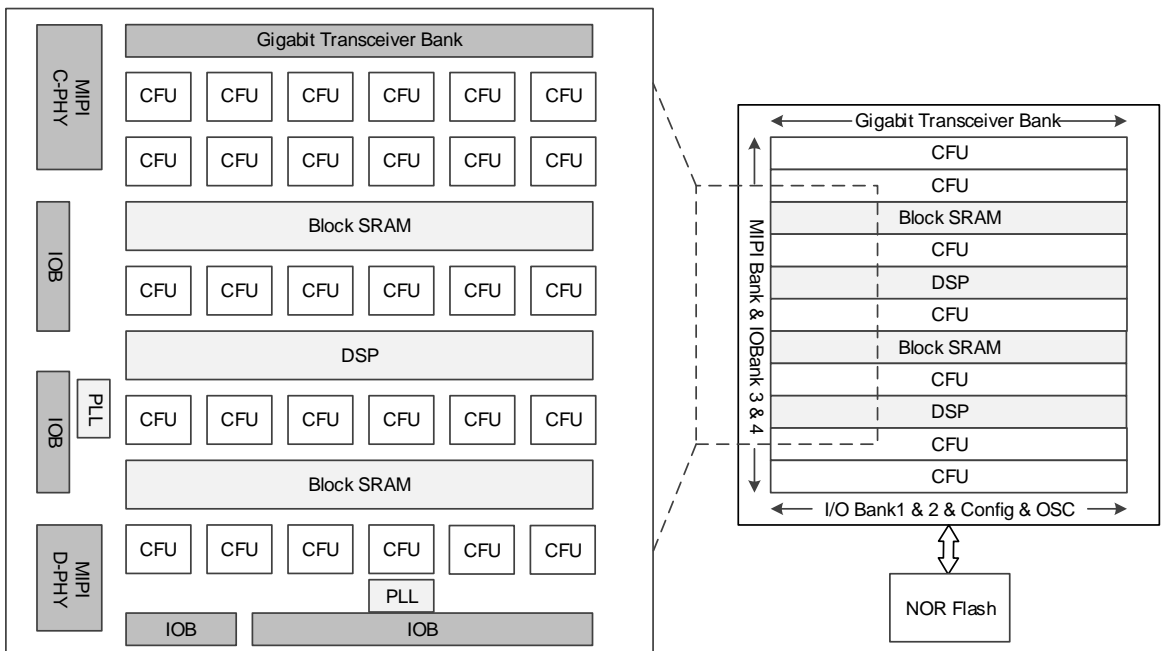 Gigabit Transceiver Bank
MIPI
C-PHY
CFU CFU CFU CFU CFU CFU
CFU CFU CFU CFU CFU CFU
Block SRAM
IOB
CFU CFU CFU CFU CFU CFU
DSP
IOB
PLL
CFU CFU CFU CFU CFU CFU
Block SRAM
MIPI
D-PHY
CFU CFU CFU CFU CFU CFU
PLL
IOB IOB
Gigabit Transceiver Bank
MIPI Bank & IOBank 3 & 4
CFU
CFU
Block SRAM
CFU
DSP
CFU
Block SRAM
CFU
DSP
CFU
CFU
I/O Bank1 & 2 & Config & OSC
NOR Flash